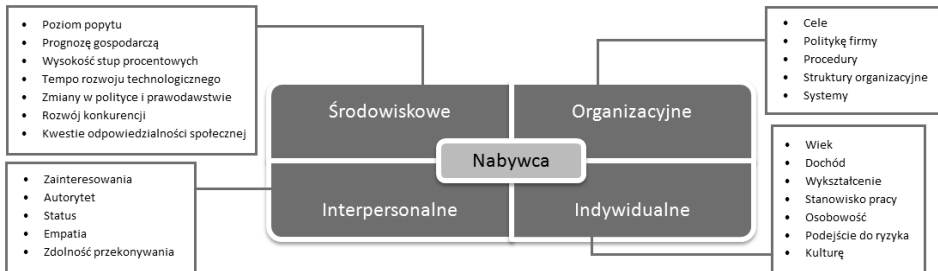 • Poziom popytu
• Prognozę gospodarczą
• Wysokość stup procentowych
• Tempo rozwoju technologicznego
• Zmiany w polityce i prawodawstwie
• Rozwój konkurencji
• Kwestie odpowiedzialności społecznej
• Cele
• Politykę firmy
• Procedury
• Struktury organizacyjne
• Systemy
Środowiskowe
Organizacyjne
Nabywca
Interpersonalne
Indywidualne
• Zainteresowania
• Autorytet
• Status
• Empatia
• Zdolność przekonywania
• Wiek
• Dochód
• Wykształcenie
• Stanowisko pracy
• Osobowość
• Podejście do ryzyka
• Kulturę